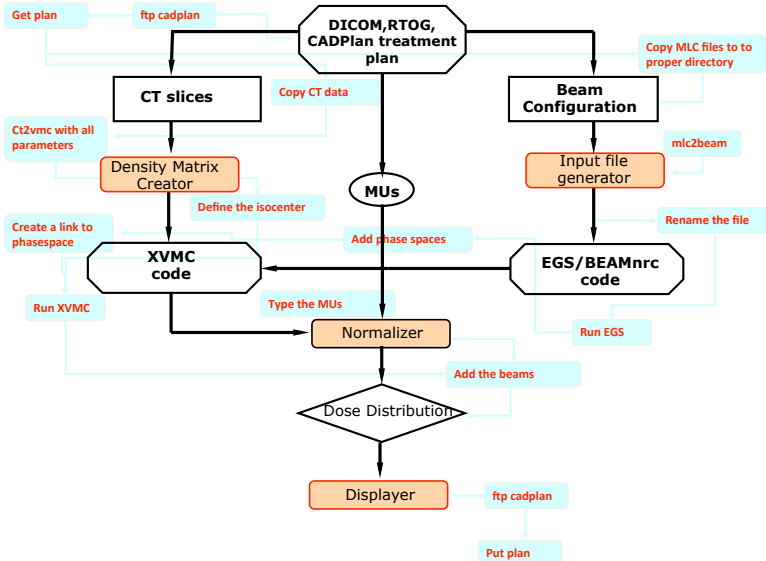 Get plan
ftp cadplan
DICOM,RTOG,
CADPlan treatment
plan
Copy MLC files to to
proper directory
CT slices
Copy CT data
Beam
Configuration
Ct2vmc with all
parameters
mlc2beam
Density Matrix
Creator
Input file
generator
MUs
Define the isocenter
Create a link to
phasespace
Rename the file
Add phase spaces
XVMC
code
EGS/BEAMnrc
code
Run XVMC
Type the MUs
Normalizer
Run EGS
Add the beams
Dose Distribution
Displayer
ftp cadplan
Put plan